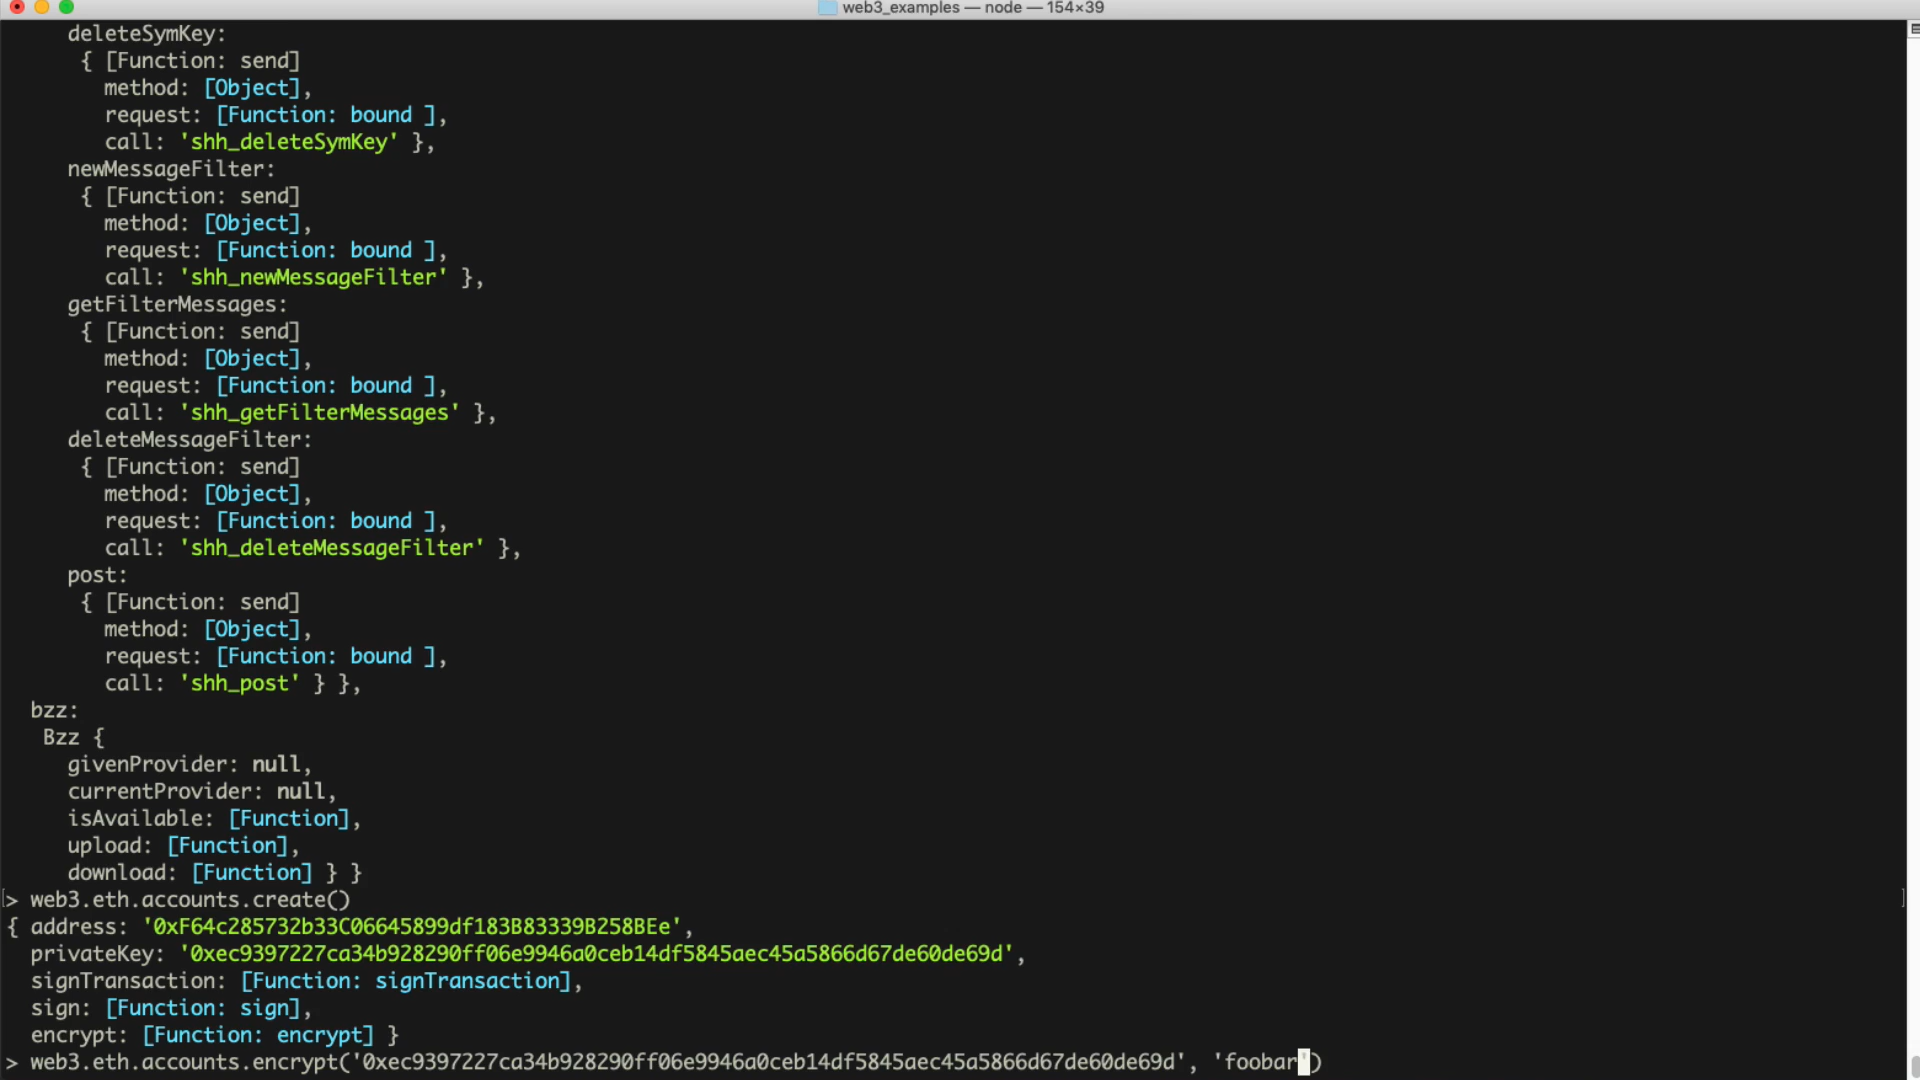 web3_examples — node — 154×39
deleteSymKey:
{ [Function: send]
method: [Object],
request: [Function: bound ],
call: 'shh_deleteSymKey' },
newMessageFilter:
{ [Function: send]
method: [Object],
request: [Function: bound ],
call: 'shh_newMessageFilter' },
getFilterMessages:
{ [Function: send]
method: [Object],
request: [Function: bound ],
call: 'shh_getFilterMessages' },
deleteMessageFilter:
{ [Function: send]
method: [Object],
request: [Function: bound ],
call: 'shh_deleteMessageFilter' },
post:
{ [Function: send]
method: [Object],
request: [Function: bound ],
call: 'shh_post' } },
bzz:
Bzz {
givenProvider: null,
currentProvider: null,
isAvailable: [Function],
upload: [Function],
download: [Function] } }
> web3.eth.accounts.create()
{ address: '0xF64c285732b33C06645899df183B83339B258BEe',
privateKey: '0xec9397227ca34b928290ff06e9946a0ceb14df5845aec45a5866d67de60de69d',
signTransaction: [Function: signTransaction],
sign: [Function: sign],
encrypt: [Function: encrypt] }
> web3.eth.accounts.encrypt('0xec9397227ca34b928290ff06e9946a0ceb14df5845aec45a5866d67de60de69d', 'foobar')